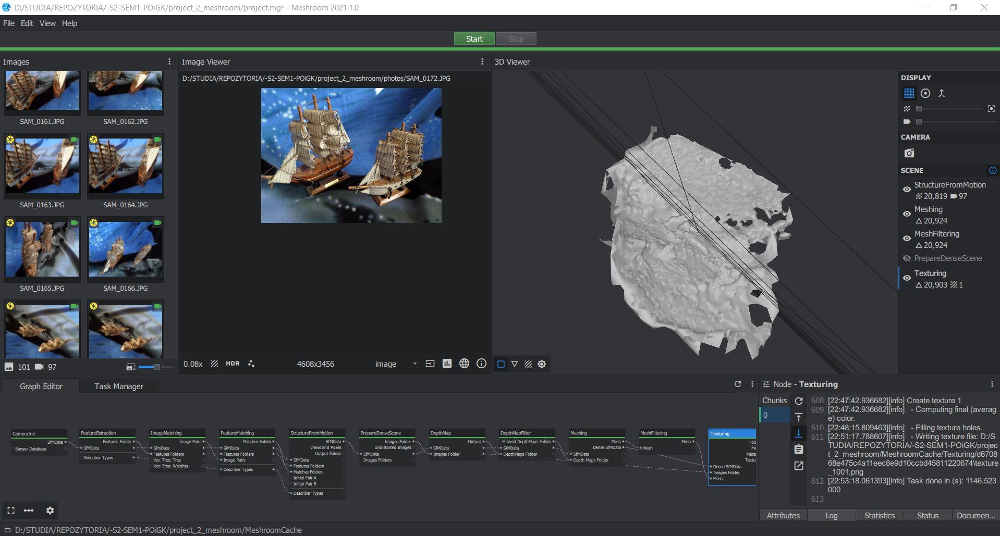 D:/STUDIA/REPOZYTORIA/-S2-SEM1-POiGK/project_2_meshroom/project.mg* - Meshroom 2021.1.0
File Edit View Help
Start Stop
Images
SAM_0161.JPG SAM_0162.JPG
SAM_0163.JPG SAM_0164.JPG
SAM_0165.JPG SAM_0166.JPG
101 97
Image Viewer
D:/STUDIA/REPOZYTORIA/-S2-SEM1-POiGK/project_2_meshroom/photos/SAM_0172.JPG
0.08x HDR 4608x3456 image
3D Viewer
DISPLAY
CAMERA
SCENE
StructureFromMotion
20,819 97
Meshing
20,924
MeshFiltering
20,924
PrepareDenseScene
Texturing
20,903 1
Graph Editor Task Manager
CameraInit
SfMData
Sensor Database
FeatureExtraction
Features Folder
SfMData
Describer Types
ImageMatching
Image Pairs
SfmData
Features Folders
Voc Tree: Tree
Voc Tree: Weights
FeatureMatching
Matches Folder
SfMData
Features Folders
Image Pairs
Describer Types
StructureFromMotion
SfMData
Views and Poses
Output Folder
SfMData
Features Folders
Matches Folders
Initial Pair A
Initial Pair B
Describer Types
PrepareDenseScene
Images Folder
Undistorted Images
SfMData
Images Folders
DepthMap
Output
SfMData
Images Folder
DepthMapFilter
Filtered DepthMaps Folder
SfMData
DepthMaps Folder
Meshing
Mesh
Dense SfMData
SfmData
Depth Maps Folder
MeshFiltering
Mesh
Mesh
Texturing
Fol
Me
Mate
Textu
Dense SfMData
Images Folder
Mesh
Node - Texturing
Chunks
0
608 [22:47:42.936682][info] Create texture 1
609 [22:47:42.936682][info] - Computing final (averag
e) color.
610 [22:48:15.809463][info] - Filling texture holes.
611 [22:51:17.788607][info] - Writing texture file: D:/S
TUDIA/REPOZYTORIA/-S2-SEM1-POiGK/projec
t_2_meshroom/MeshroomCache/Texturing/d6708
68e475c4a11eec8e9d10ccbd45811220674\texture
_1001.png
612 [22:53:18.061393][info] Task done in (s): 1146.523
000
613
Attributes Log Statistics Status Documen...
D:/STUDIA/REPOZYTORIA/-S2-SEM1-POiGK/project_2_meshroom/MeshroomCache